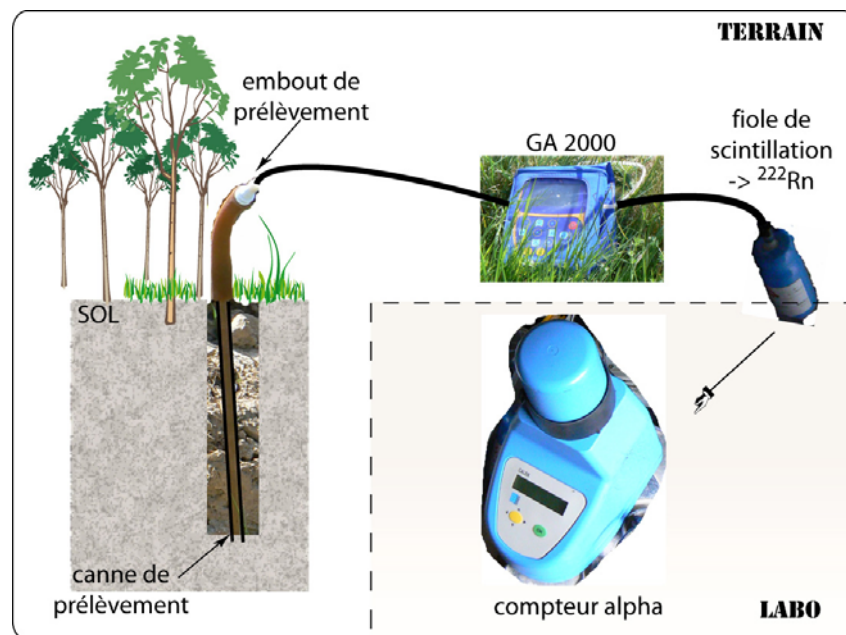 TERRAIN
embout de
prélèvement
GA 2000
fiole de
scintillation
-> ²²²Rn
SOL
canne de
prélèvement
compteur alpha
LABO